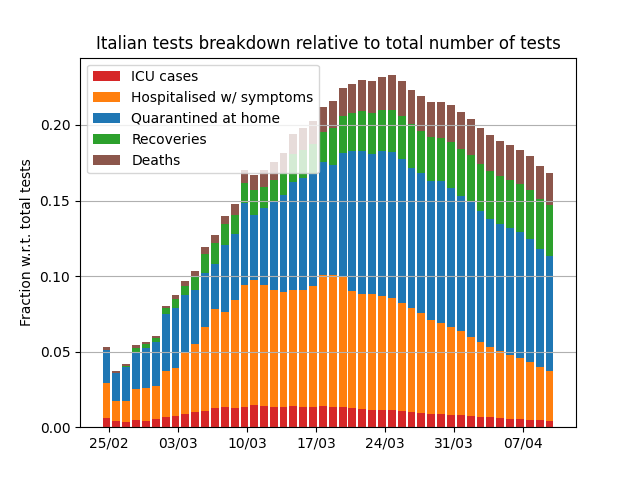 Italian tests breakdown relative to total number of tests
ICU cases
Hospitalised w/ symptoms
Quarantined at home
Recoveries
Deaths
Fraction w.r.t. total tests
0.20
0.15
0.10
0.05
0.00
25/02 03/03 10/03 17/03 24/03 31/03 07/04